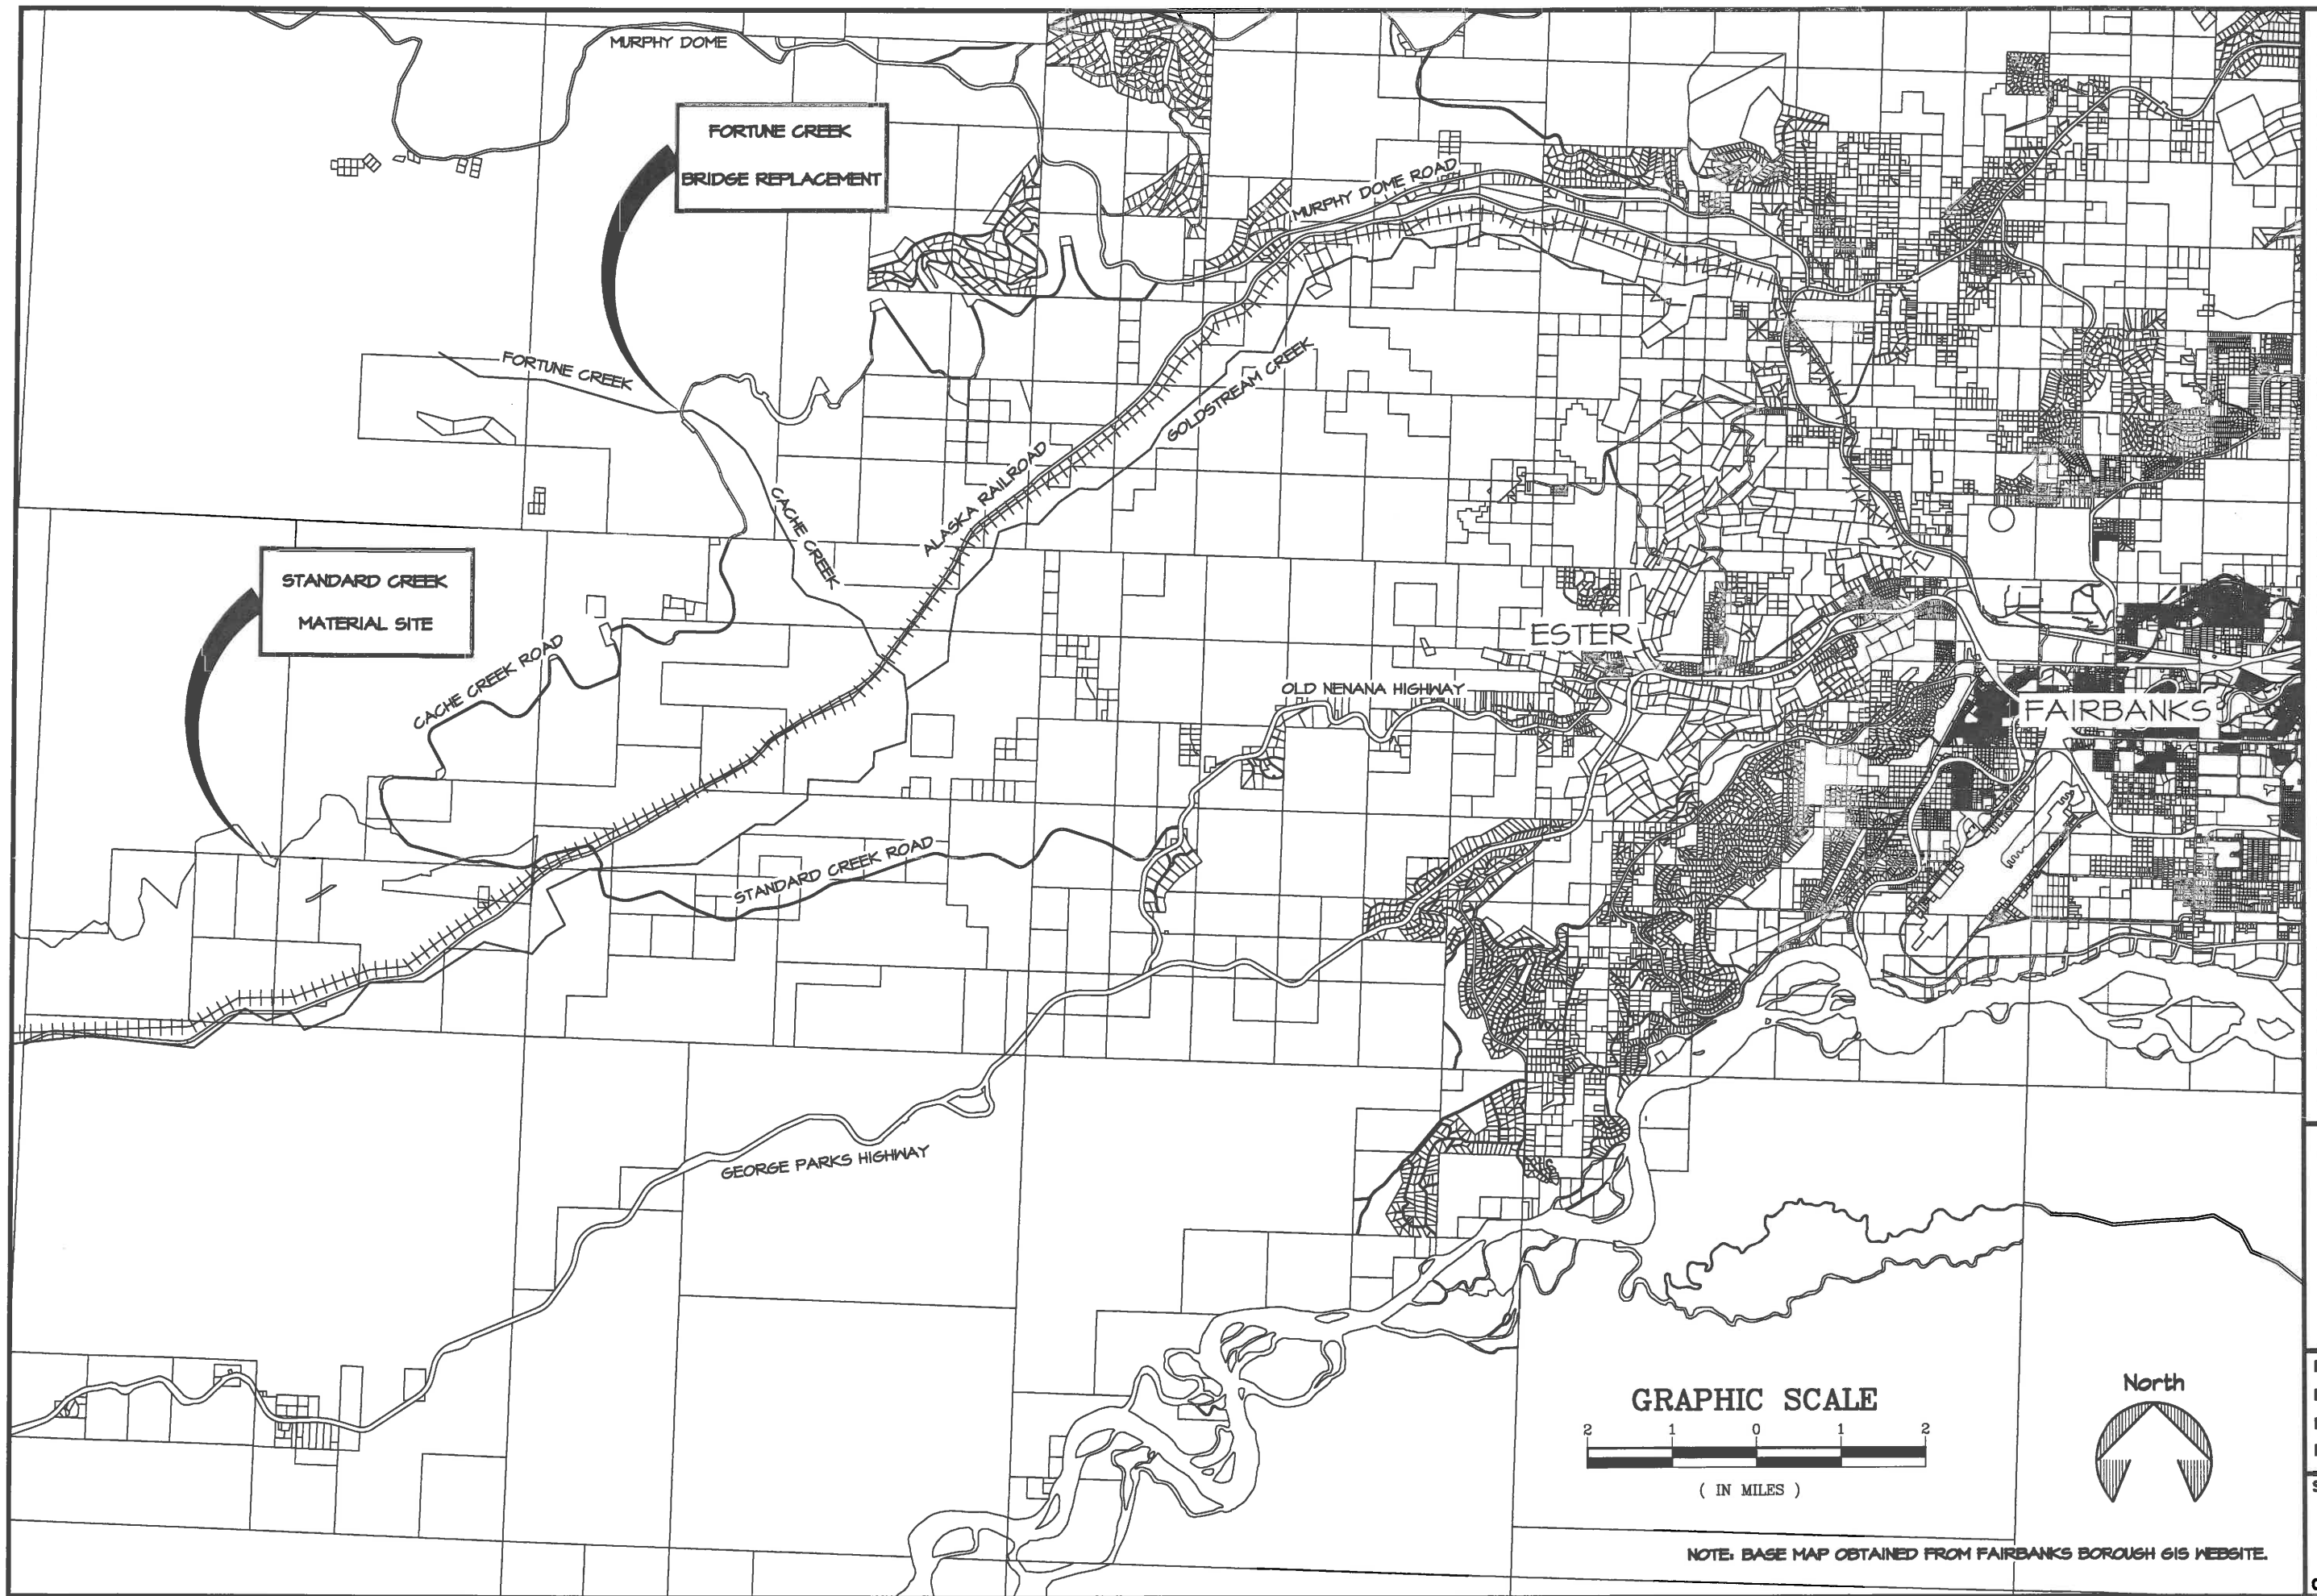 MURPHY DOME
FORTUNE CREEK
BRIDGE REPLACEMENT
MURPHY DOME ROAD
FORTUNE CREEK
GOLDSTREAM CREEK
ALASKA RAILROAD
CACHE CREEK
STANDARD CREEK
MATERIAL SITE
ESTER
CACHE CREEK ROAD
OLD NENANA HIGHWAY
FAIRBANKS
STANDARD CREEK ROAD
GEORGE PARKS HIGHWAY
GRAPHIC SCALE
2 1 0 1 2
( IN MILES )
North
NOTE: BASE MAP OBTAINED FROM FAIRBANKS BOROUGH GIS WEBSITE.